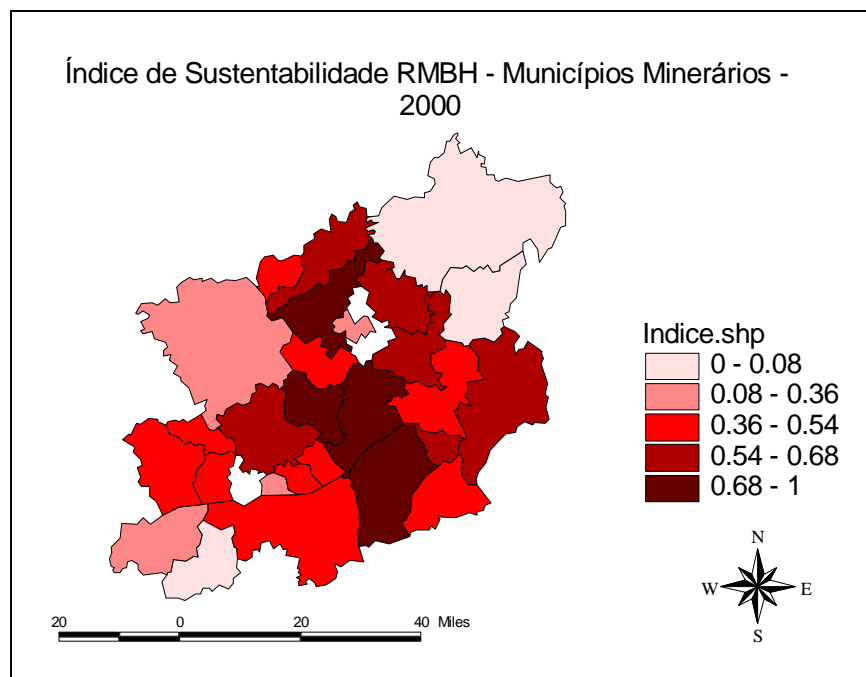 Índice de Sustentabilidade RMBH - Municípios Minerários -
2000
Indice.shp
0 - 0.08
0.08 - 0.36
0.36 - 0.54
0.54 - 0.68
0.68 - 1
N
W E
S
20 0 20 40 Miles